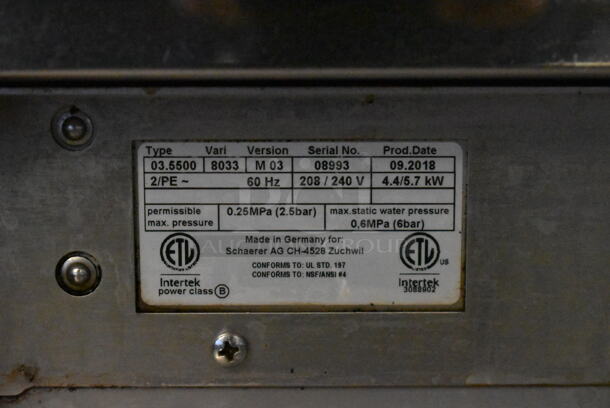 Type Vari Version Serial No. Prod.Date
03.5500 8033 M 03 08993 09.2018
2/PE ~ 60 Hz 208 / 240 V 4.4/5.7 kW
permissible max. pressure 0.25MPa (2.5bar) max.static water pressure 0,6MPa (6bar)
Made in Germany for:
Schaerer AG CH-4528 Zuchwil
CONFORMS TO: UL STD. 197
CONFORMS TO: NSF/ANSI #4
ETL
Intertek
power class B
ETL US
Intertek
3088902